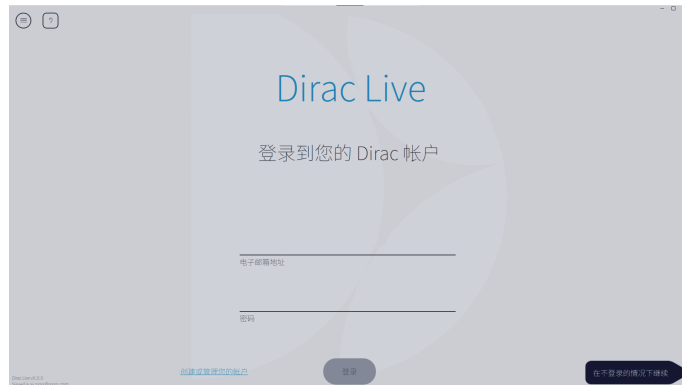 ?
Dirac Live
登录到您的 Dirac 帐户
电子邮箱地址
密码
创建或管理您的帐户
登录
在不登录的情况下继续